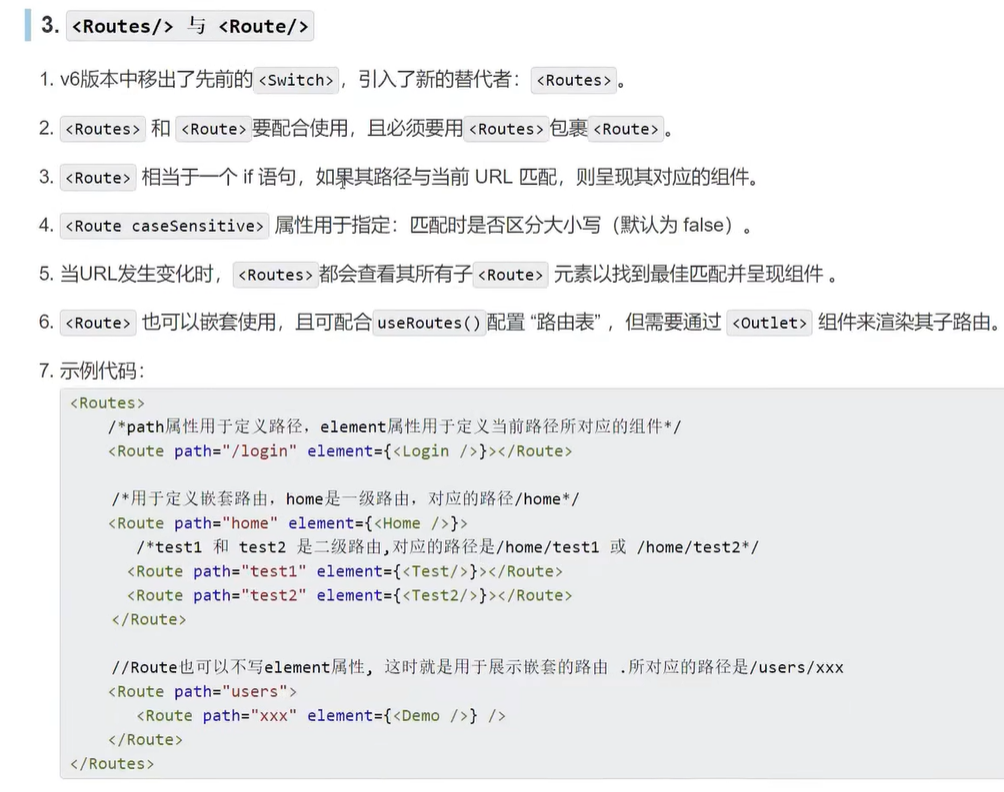 3. <Routes/> 与 <Route/>
1. v6版本中移出了先前的<Switch>，引入了新的替代者：<Routes>。
2. <Routes> 和 <Route>要配合使用，且必须要用<Routes>包裹<Route>。
3. <Route> 相当于一个 if 语句，如果其路径与当前 URL 匹配，则呈现其对应的组件。
4. <Route caseSensitive> 属性用于指定：匹配时是否区分大小写（默认为 false）。
5. 当URL发生变化时，<Routes>都会查看其所有子<Route> 元素以找到最佳匹配并呈现组件 。
6. <Route> 也可以嵌套使用，且可配合useRoutes()配置 “路由表” ，但需要通过 <Outlet> 组件来渲染其子路由。
7. 示例代码：
<Routes>
    /*path属性用于定义路径，element属性用于定义当前路径所对应的组件*/
    <Route path="/login" element={<Login />}></Route>

    /*用于定义嵌套路由，home是一级路由，对应的路径/home*/
    <Route path="home" element={<Home />}>
       /*test1 和 test2 是二级路由,对应的路径是/home/test1 或 /home/test2*/
      <Route path="test1" element={<Test/>}></Route>
      <Route path="test2" element={<Test2/>}></Route>
    </Route>

    //Route也可以不写element属性, 这时就是用于展示嵌套的路由 .所对应的路径是/users/xxx
    <Route path="users">
       <Route path="xxx" element={<Demo />} />
    </Route>
</Routes>